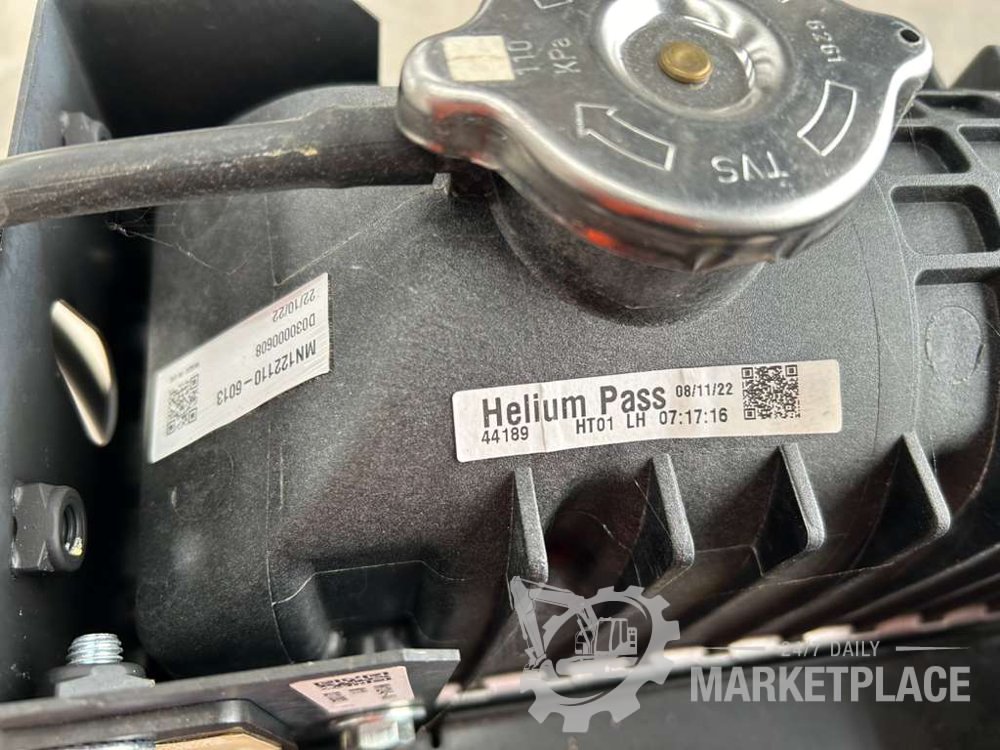 110
KPa
1929
TVS
MN122110-6013
D030000608
22/10/22
Helium Pass 08/11/22
44189 HT01 LH 07:17:16
24/7 DAILY
MARKETPLACE